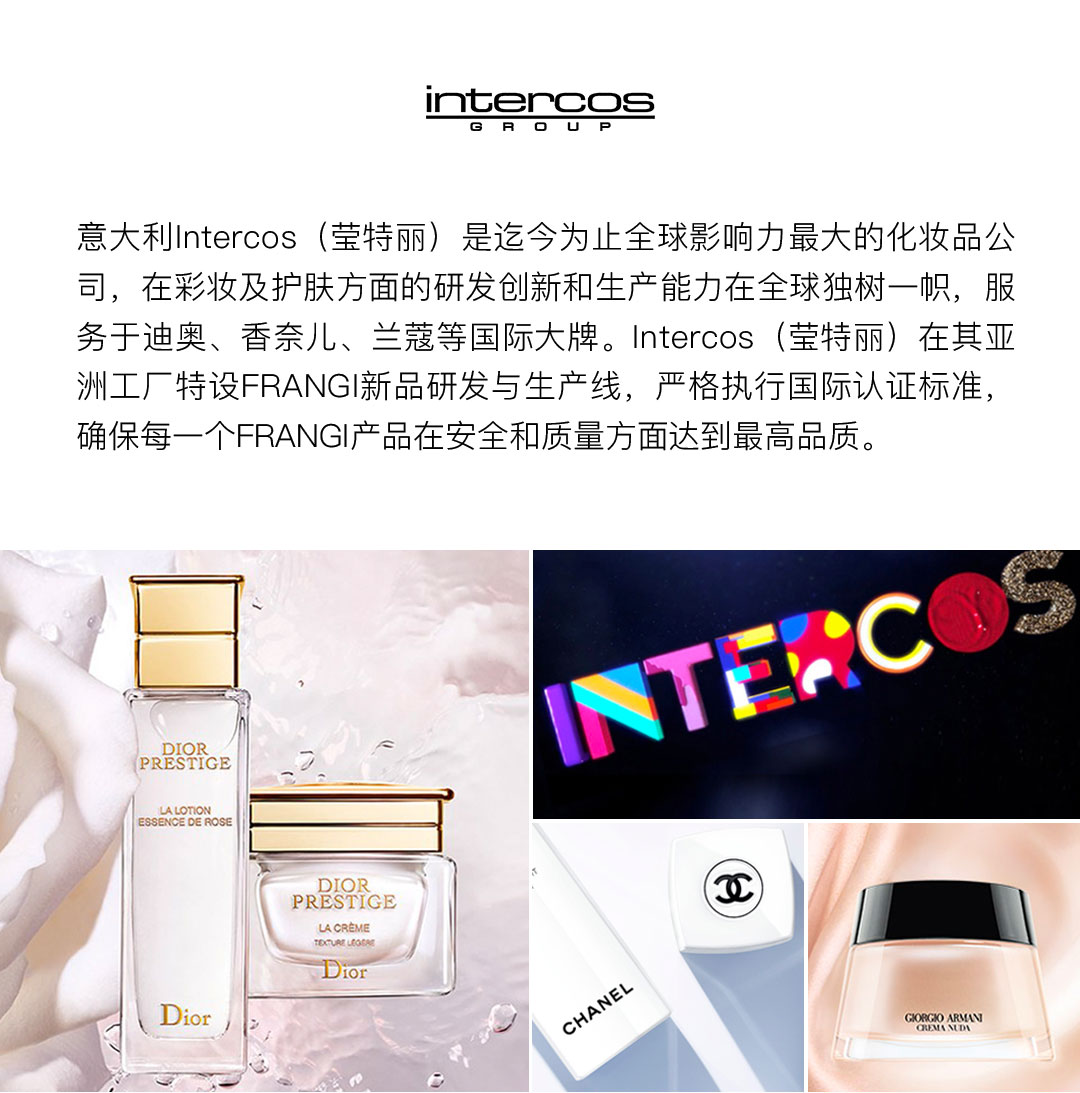 intercos
GROUP
意大利Intercos（莹特丽）是迄今为止全球影响力最大的化妆品公
司，在彩妆及护肤方面的研发创新和生产能力在全球独树一帜，服
务于迪奥、香奈儿、兰蔻等国际大牌。Intercos（莹特丽）在其亚
洲工厂特设FRANGI新品研发与生产线，严格执行国际认证标准，
确保每一个FRANGI产品在安全和质量方面达到最高品质。
INTERCOS
DIOR
PRESTIGE
LA LOTION
ESSENCE DE ROSE
Dior
DIOR
PRESTIGE
LA CRÈME
TEXTURE LÉGÈRE
Dior
CHANEL
GIORGIO ARMANI
CREMA NUDA